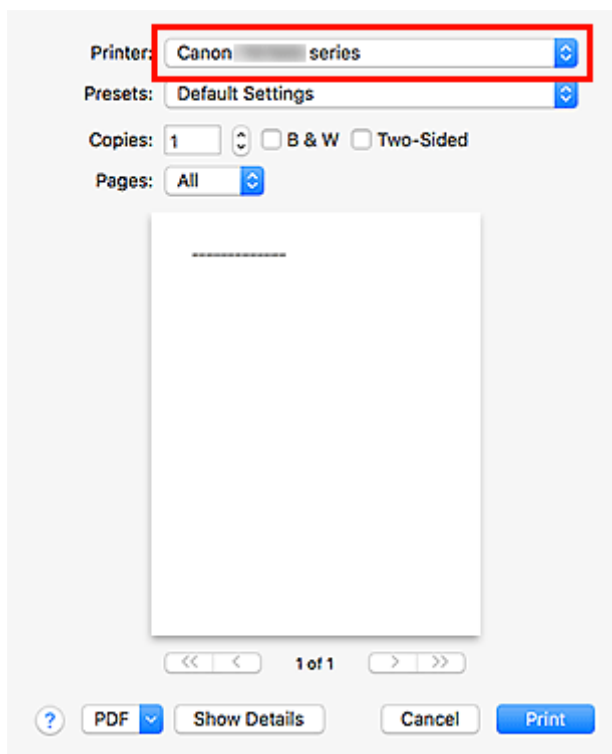 Printer: Canon series
Presets: Default Settings
Copies: 1 B & W Two-Sided
Pages: All
-------------
1 of 1
? PDF Show Details Cancel Print